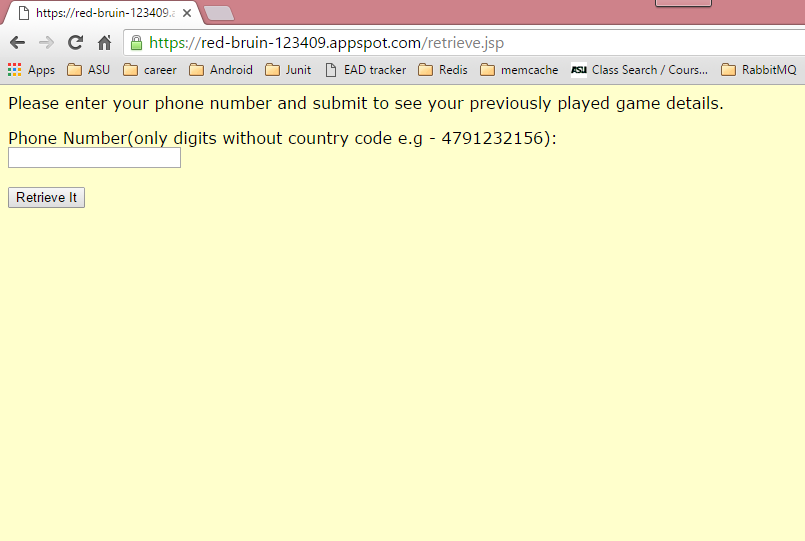 https://red-bruin-123409.a
https://red-bruin-123409.appspot.com/retrieve.jsp
Apps ASU career Android Junit EAD tracker Redis memcache ASU Class Search / Cours... RabbitMQ
Please enter your phone number and submit to see your previously played game details.
Phone Number(only digits without country code e.g - 4791232156):
Retrieve It